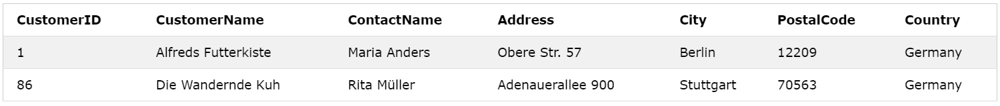 CustomerID CustomerName ContactName Address City PostalCode Country
1 Alfreds Futterkiste Maria Anders Obere Str. 57 Berlin 12209 Germany
86 Die Wandernde Kuh Rita Müller Adenauerallee 900 Stuttgart 70563 Germany